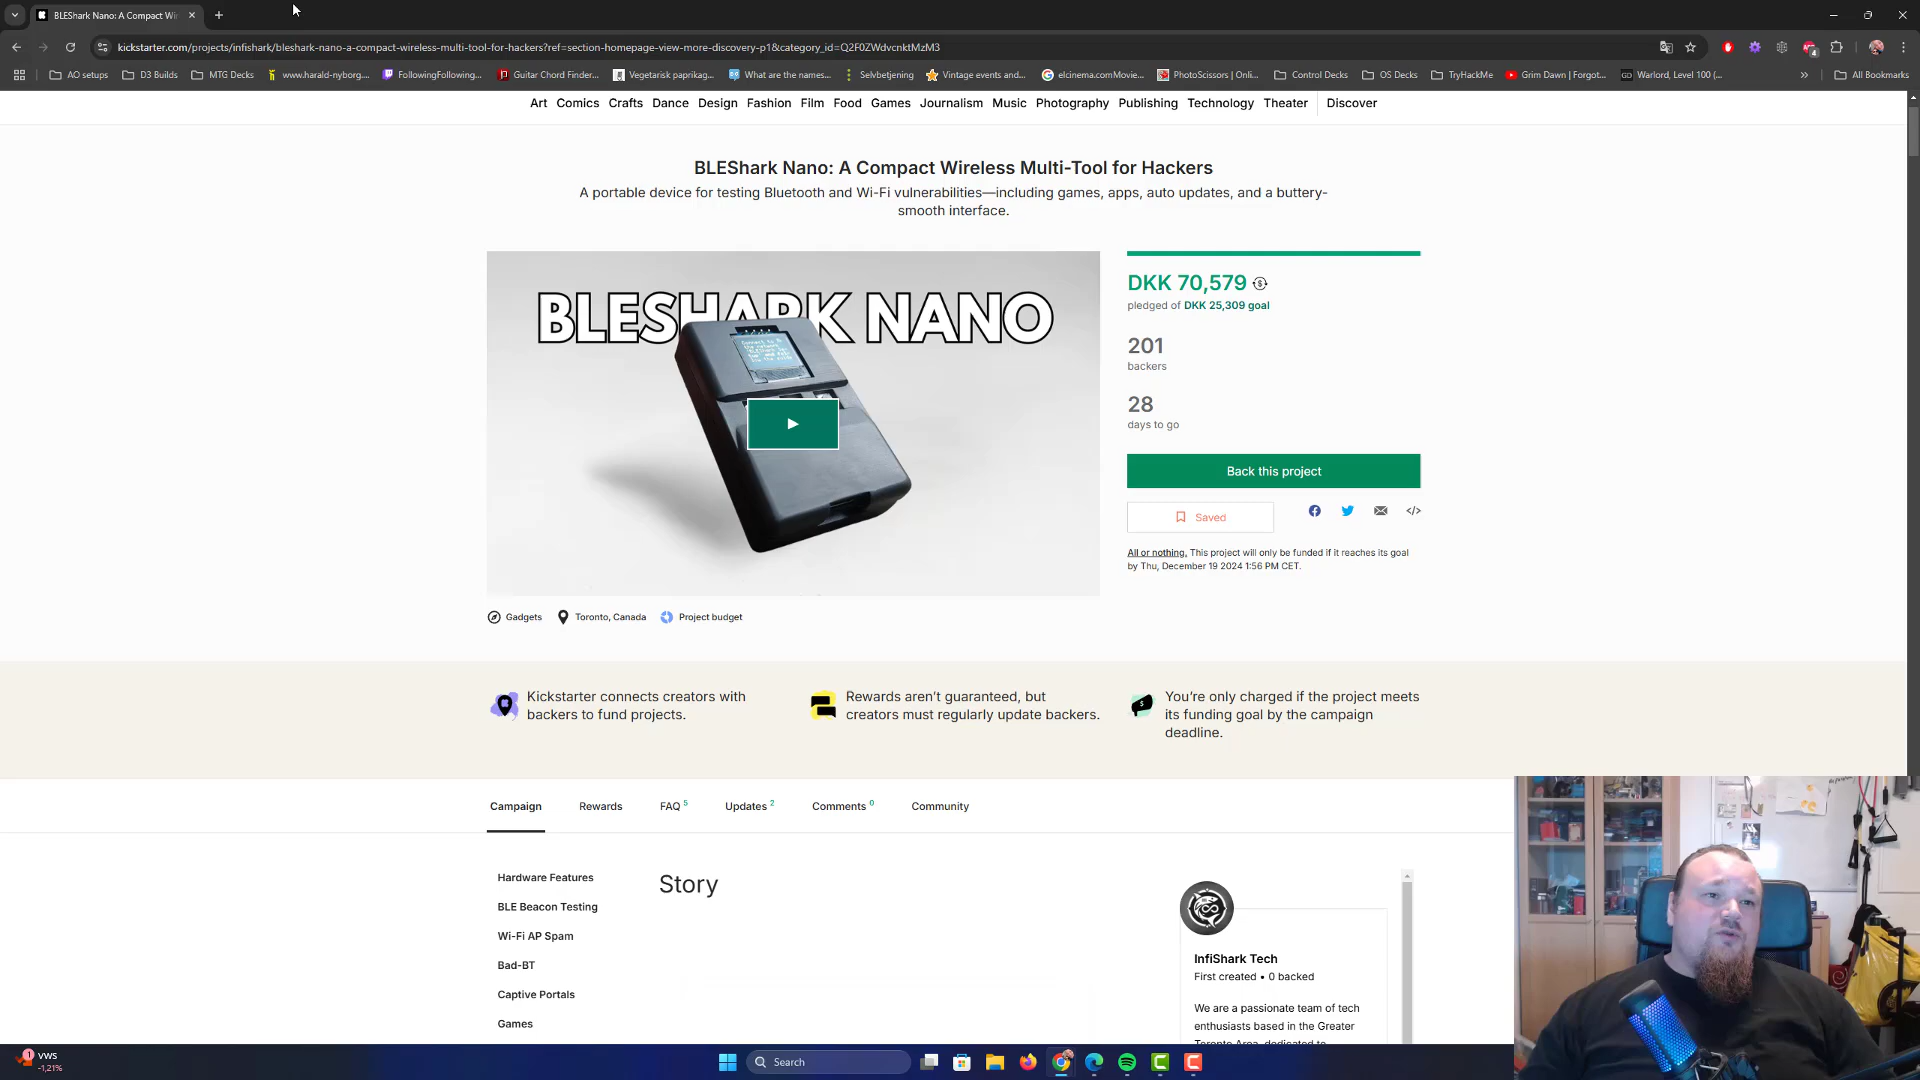 BLEShark Nano: A Compact Wir
kickstarter.com/projects/infishark/bleshark-nano-a-compact-wireless-multi-tool-for-hackers?ref=section-homepage-view-more-discovery-p1&category_id=Q2F0ZWdvcnktMzM3
AO setups D3 Builds MTG Decks www.harald-nyborg.... FollowingFollowing... Guitar Chord Finder... Vegetarisk paprikag... What are the names... Selvbetjening Vintage events and... elcinema.comMovie... PhotoScissors | Onli... Control Decks OS Decks TryHackMe Grim Dawn | Forgot... Warlord, Level 100 (... » All Bookmarks
Art Comics Crafts Dance Design Fashion Film Food Games Journalism Music Photography Publishing Technology Theater Discover
BLEShark Nano: A Compact Wireless Multi-Tool for Hackers
A portable device for testing Bluetooth and Wi-Fi vulnerabilities—including games, apps, auto updates, and a buttery-
smooth interface.
BLESHARK NANO
DKK 70,579
pledged of DKK 25,309 goal
201
backers
28
days to go
Back this project
Saved
All or nothing. This project will only be funded if it reaches its goal
by Thu, December 19 2024 1:56 PM CET.
Gadgets Toronto, Canada Project budget
Kickstarter connects creators with
backers to fund projects.
Rewards aren't guaranteed, but
creators must regularly update backers.
You're only charged if the project meets
its funding goal by the campaign
deadline.
Campaign Rewards FAQ 5 Updates 2 Comments 0 Community
Hardware Features
BLE Beacon Testing
Wi-Fi AP Spam
Bad-BT
Captive Portals
Games
Story
InfiShark Tech
First created • 0 backed
We are a passionate team of tech
enthusiasts based in the Greater
Toronto Area, dedicated to
1
VWS
-1,21%
Search